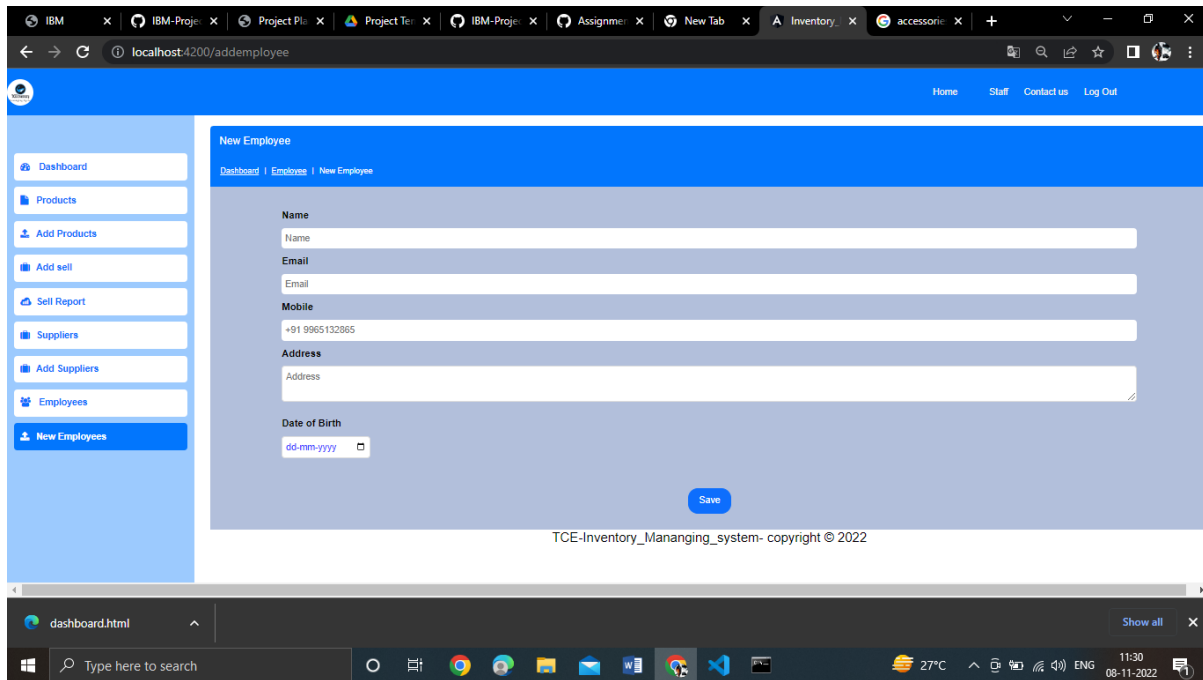 IBM
IBM-Projec
Project Pla
Project Ter
IBM-Projec
Assignmen
New Tab
Inventory_
accessorie
localhost:4200/addemployee
Home Staff Contact us Log Out
Dashboard
Products
Add Products
Add sell
Sell Report
Suppliers
Add Suppliers
Employees
New Employees
New Employee
Dashboard | Employee | New Employee
Name
Name
Email
Email
Mobile
+91 9965132865
Address
Address
Date of Birth
dd-mm-yyyy
Save
TCE-Inventory_Mananging_system- copyright © 2022
dashboard.html
Show all
Type here to search
27°C
ENG
11:30
08-11-2022